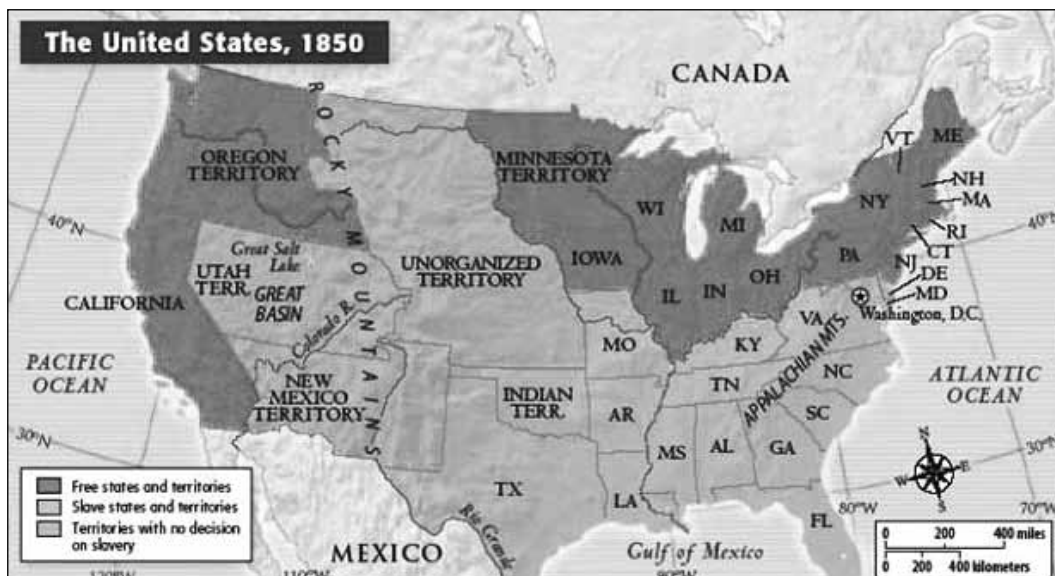 The United States, 1850
CANADA
ROCKY MOUNTAINS
OREGON
TERRITORY
MINNESOTA
TERRITORY
VT
ME
NH
MA
NY
WI
MI
RI
CT
40°N
40°N
Great Salt
Lake
UTAH
TERR.
GREAT
BASIN
UNORGANIZED
TERRITORY
IOWA
PA
NJ
DE
MD
OH
IL
IN
CALIFORNIA
Colorado R.
Washington, D.C.
VA
MO
KY
APPALACHIAN MTS.
PACIFIC
OCEAN
NEW
MEXICO
TERRITORY
INDIAN
TERR.
TN
NC
ATLANTIC
OCEAN
AR
SC
30°N
30°N
MS
AL
GA
N
W
E
S
TX
LA
FL
Rio Grande
80°W
70°W
Free states and territories
Slave states and territories
Territories with no decision
on slavery
MEXICO
Gulf of Mexico
0 200 400 miles
0 200 400 kilometers
120°W
110°W
90°W